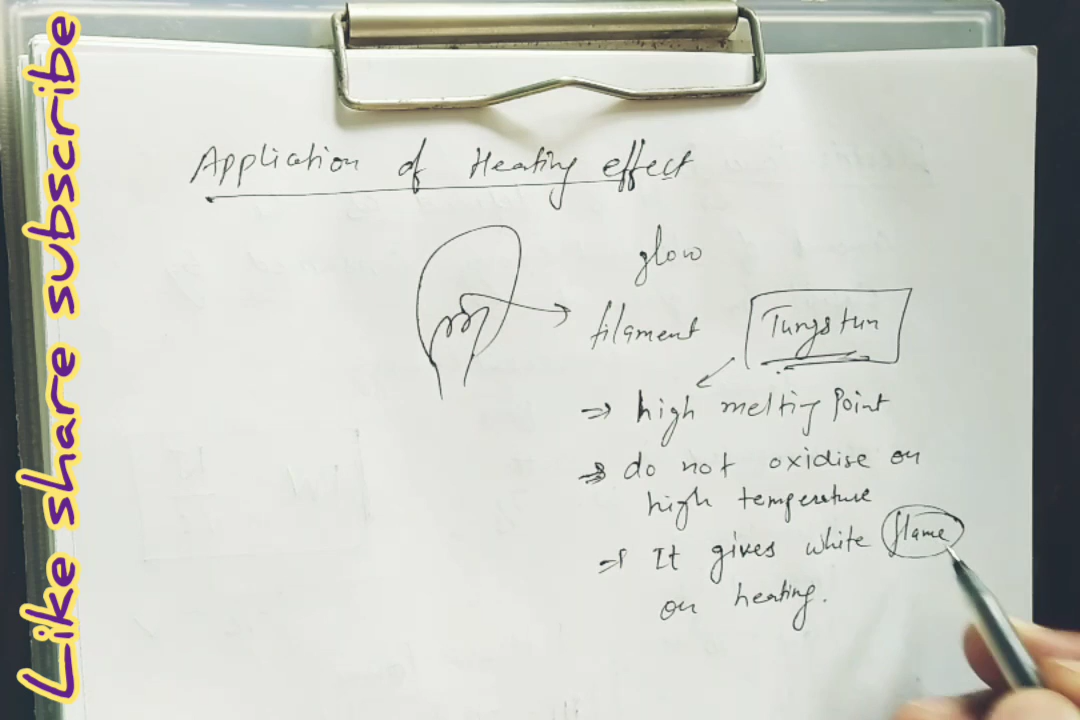 Like share subscribe
Application of Heating effect
glow
filament Tungstun
⇒ high melting Point
⇒ do not oxidise on
high temperature
⇒ It gives white flame
on heating.